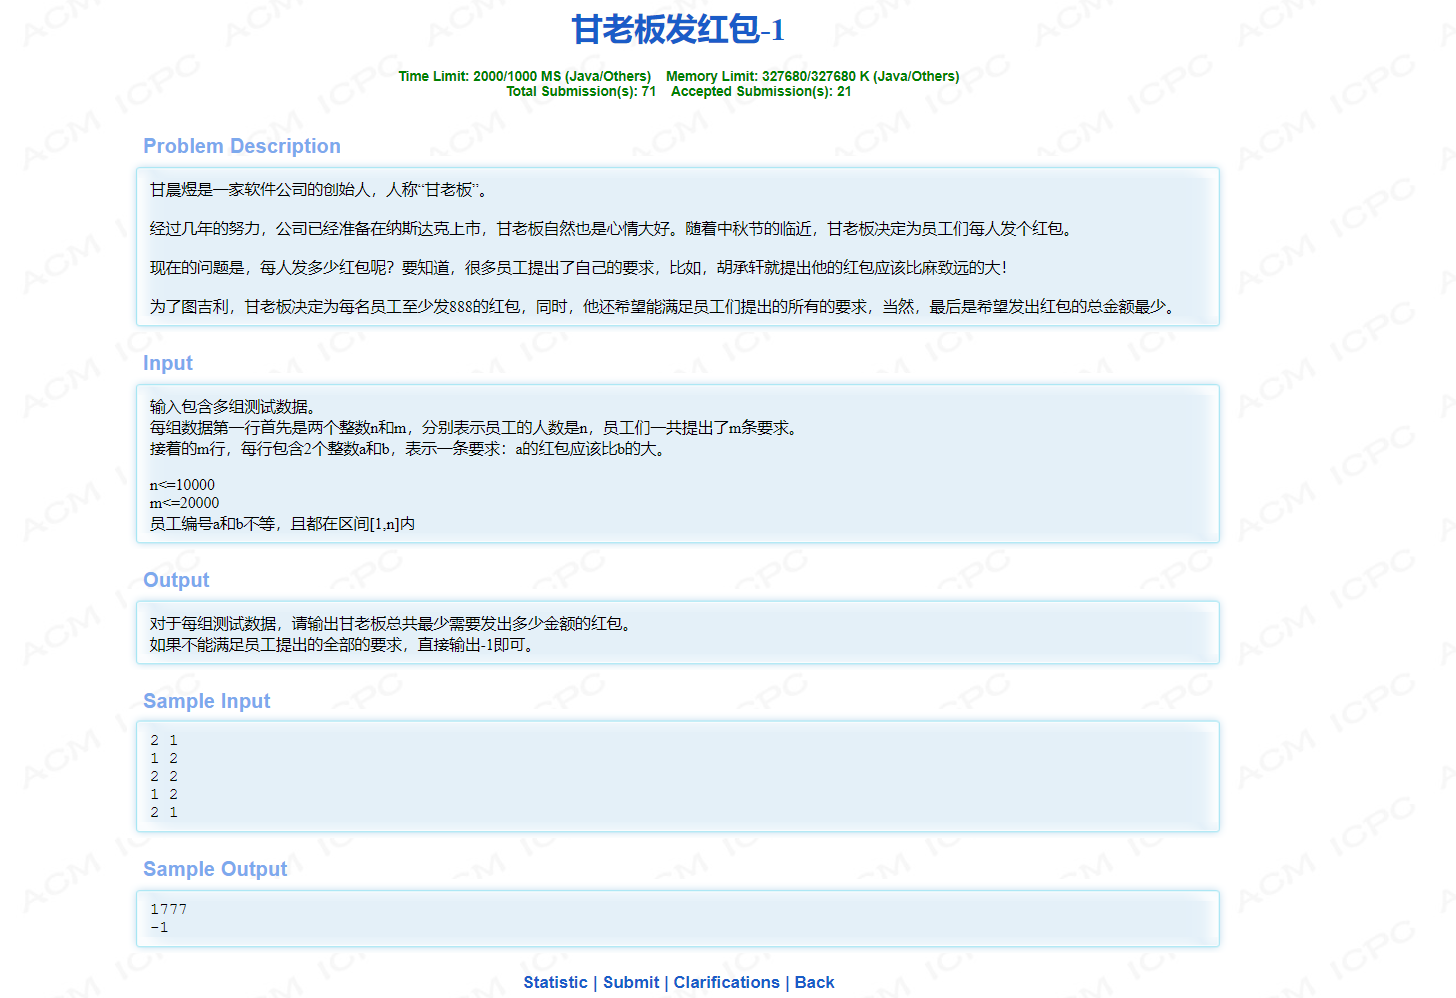 甘老板发红包-1
Time Limit: 2000/1000 MS (Java/Others) Memory Limit: 327680/327680 K (Java/Others)
Total Submission(s): 71 Accepted Submission(s): 21
Problem Description
甘晨煜是一家软件公司的创始人，人称“甘老板”。
经过几年的努力，公司已经准备在纳斯达克上市，甘老板自然也是心情大好。随着中秋节的临近，甘老板决定为员工们每人发个红包。
现在的问题是，每人发多少红包呢？要知道，很多员工提出了自己的要求，比如，胡承轩就提出他的红包应该比麻致远的大！
为了图吉利，甘老板决定为每名员工至少发888的红包，同时，他还希望能满足员工们提出的所有的要求，当然，最后是希望发出红包的总金额最少。
Input
输入包含多组测试数据。
每组数据第一行首先是两个整数n和m，分别表示员工的人数是n，员工们一共提出了m条要求。
接着的m行，每行包含2个整数a和b，表示一条要求：a的红包应该比b的大。
n<=10000
m<=20000
员工编号a和b不等，且都在区间[1,n]内
Output
对于每组测试数据，请输出甘老板总共最少需要发出多少金额的红包。
如果不能满足员工提出的全部的要求，直接输出-1即可。
Sample Input
2 1
1 2
2 2
1 2
2 1
Sample Output
1777
-1
Statistic | Submit | Clarifications | Back